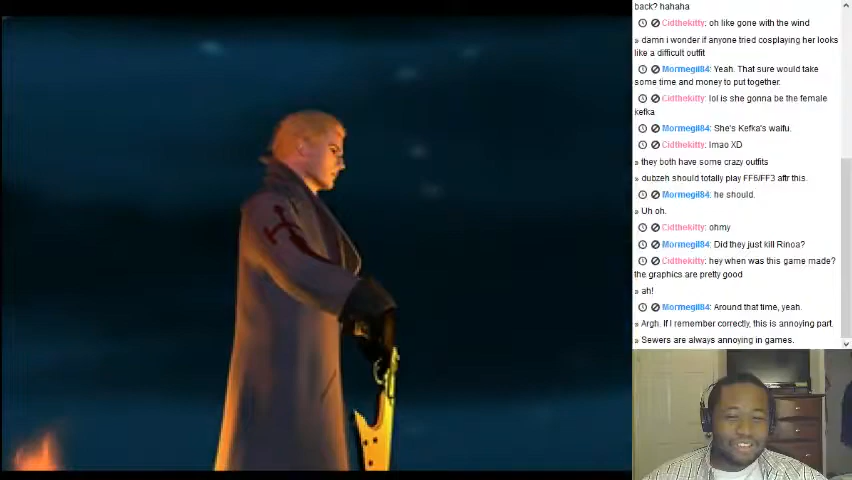 back? hahaha
Cidthekitty: oh like gone with the wind
» damn i wonder if anyone tried cosplaying her looks
like a difficult outfit
Mormegil84: Yeah. That sure would take
some time and money to put together.
Cidthekitty: lol is she gonna be the female
kefka
Mormegil84: She's Kefka's waifu.
Cidthekitty: lmao XD
» they both have some crazy outfits
» dubzeh should totally play FF6/FF3 aftr this.
Mormegil84: he should.
» Uh oh.
Cidthekitty: ohmy
Mormegil84: Did they just kill Rinoa?
Cidthekitty: hey when was this game made?
the graphics are pretty good
» ah!
Mormegil84: Around that time, yeah.
» Argh. If I remember correctly, this is annoying part.
» Sewers are always annoying in games.